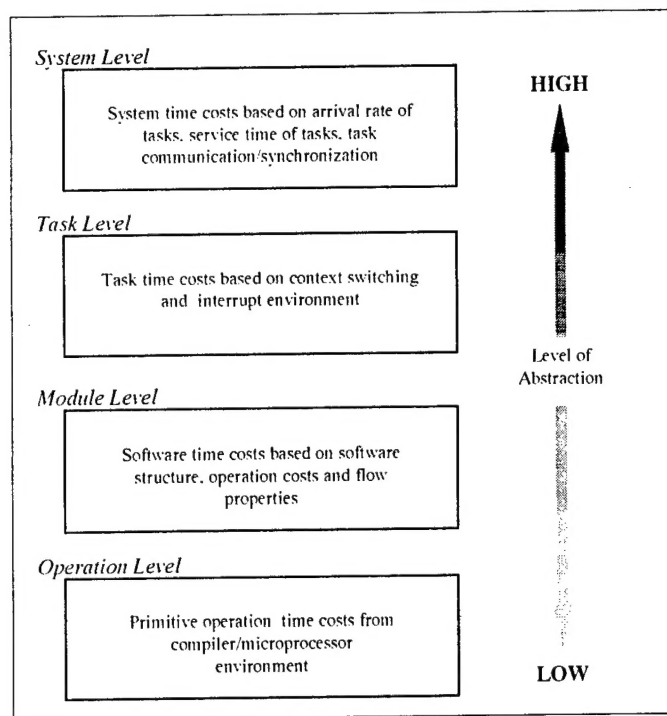 System Level
System time costs based on arrival rate of
tasks, service time of tasks, task
communication/synchronization
Task Level
Task time costs based on context switching
and interrupt environment
Module Level
Software time costs based on software
structure, operation costs and flow
properties
Operation Level
Primitive operation time costs from
compiler/microprocessor
environment
HIGH
Level of
Abstraction
LOW